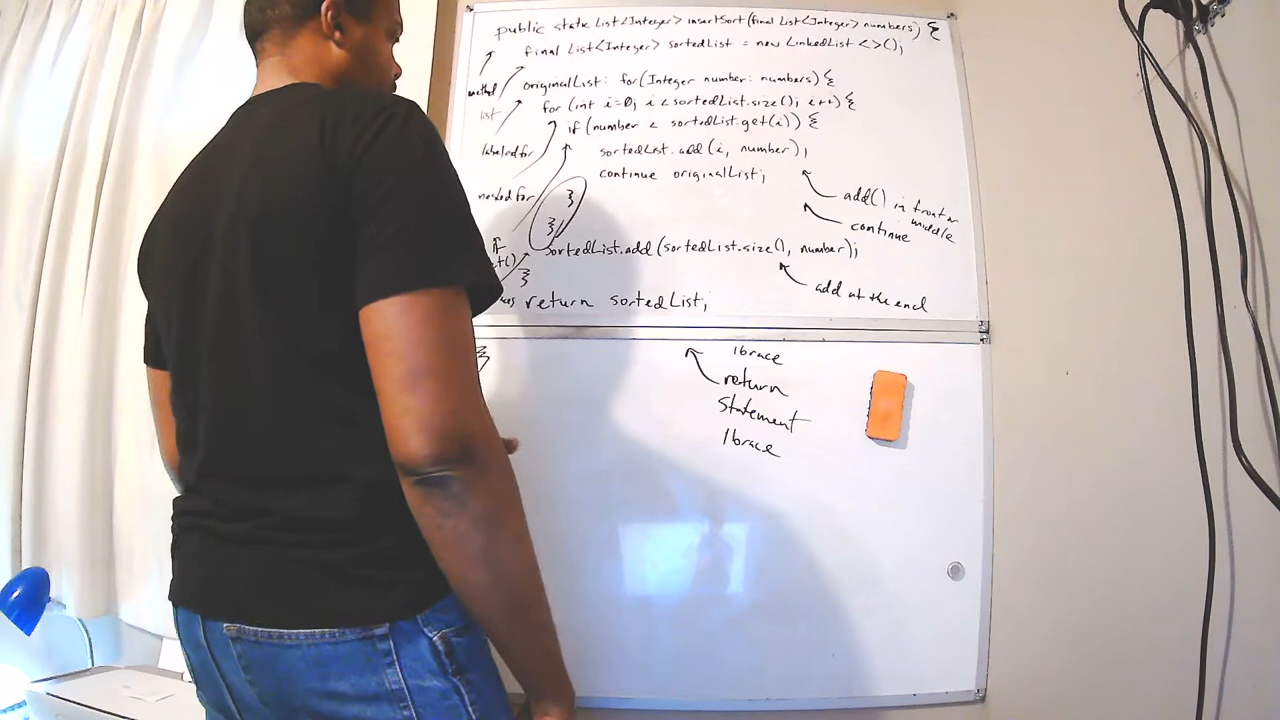 public static List<Integer> insertSort(final List<Integer> numbers) {
final List<Integer> sortedList = new LinkedList <>();
method
originalList: for(Integer number: numbers) {
list
for (int i=0; i < sortedList.size(); i++) {
if (number < sortedList.get(i)) {
labeled for
sortedList.add(i, number);
continue originalList;
nested for
}
add() in front or
middle
continue
}
if
sortedList.add(sortedList.size(), number);
}
add at the end
return sortedList;
}
1brace
return
statement
1brace